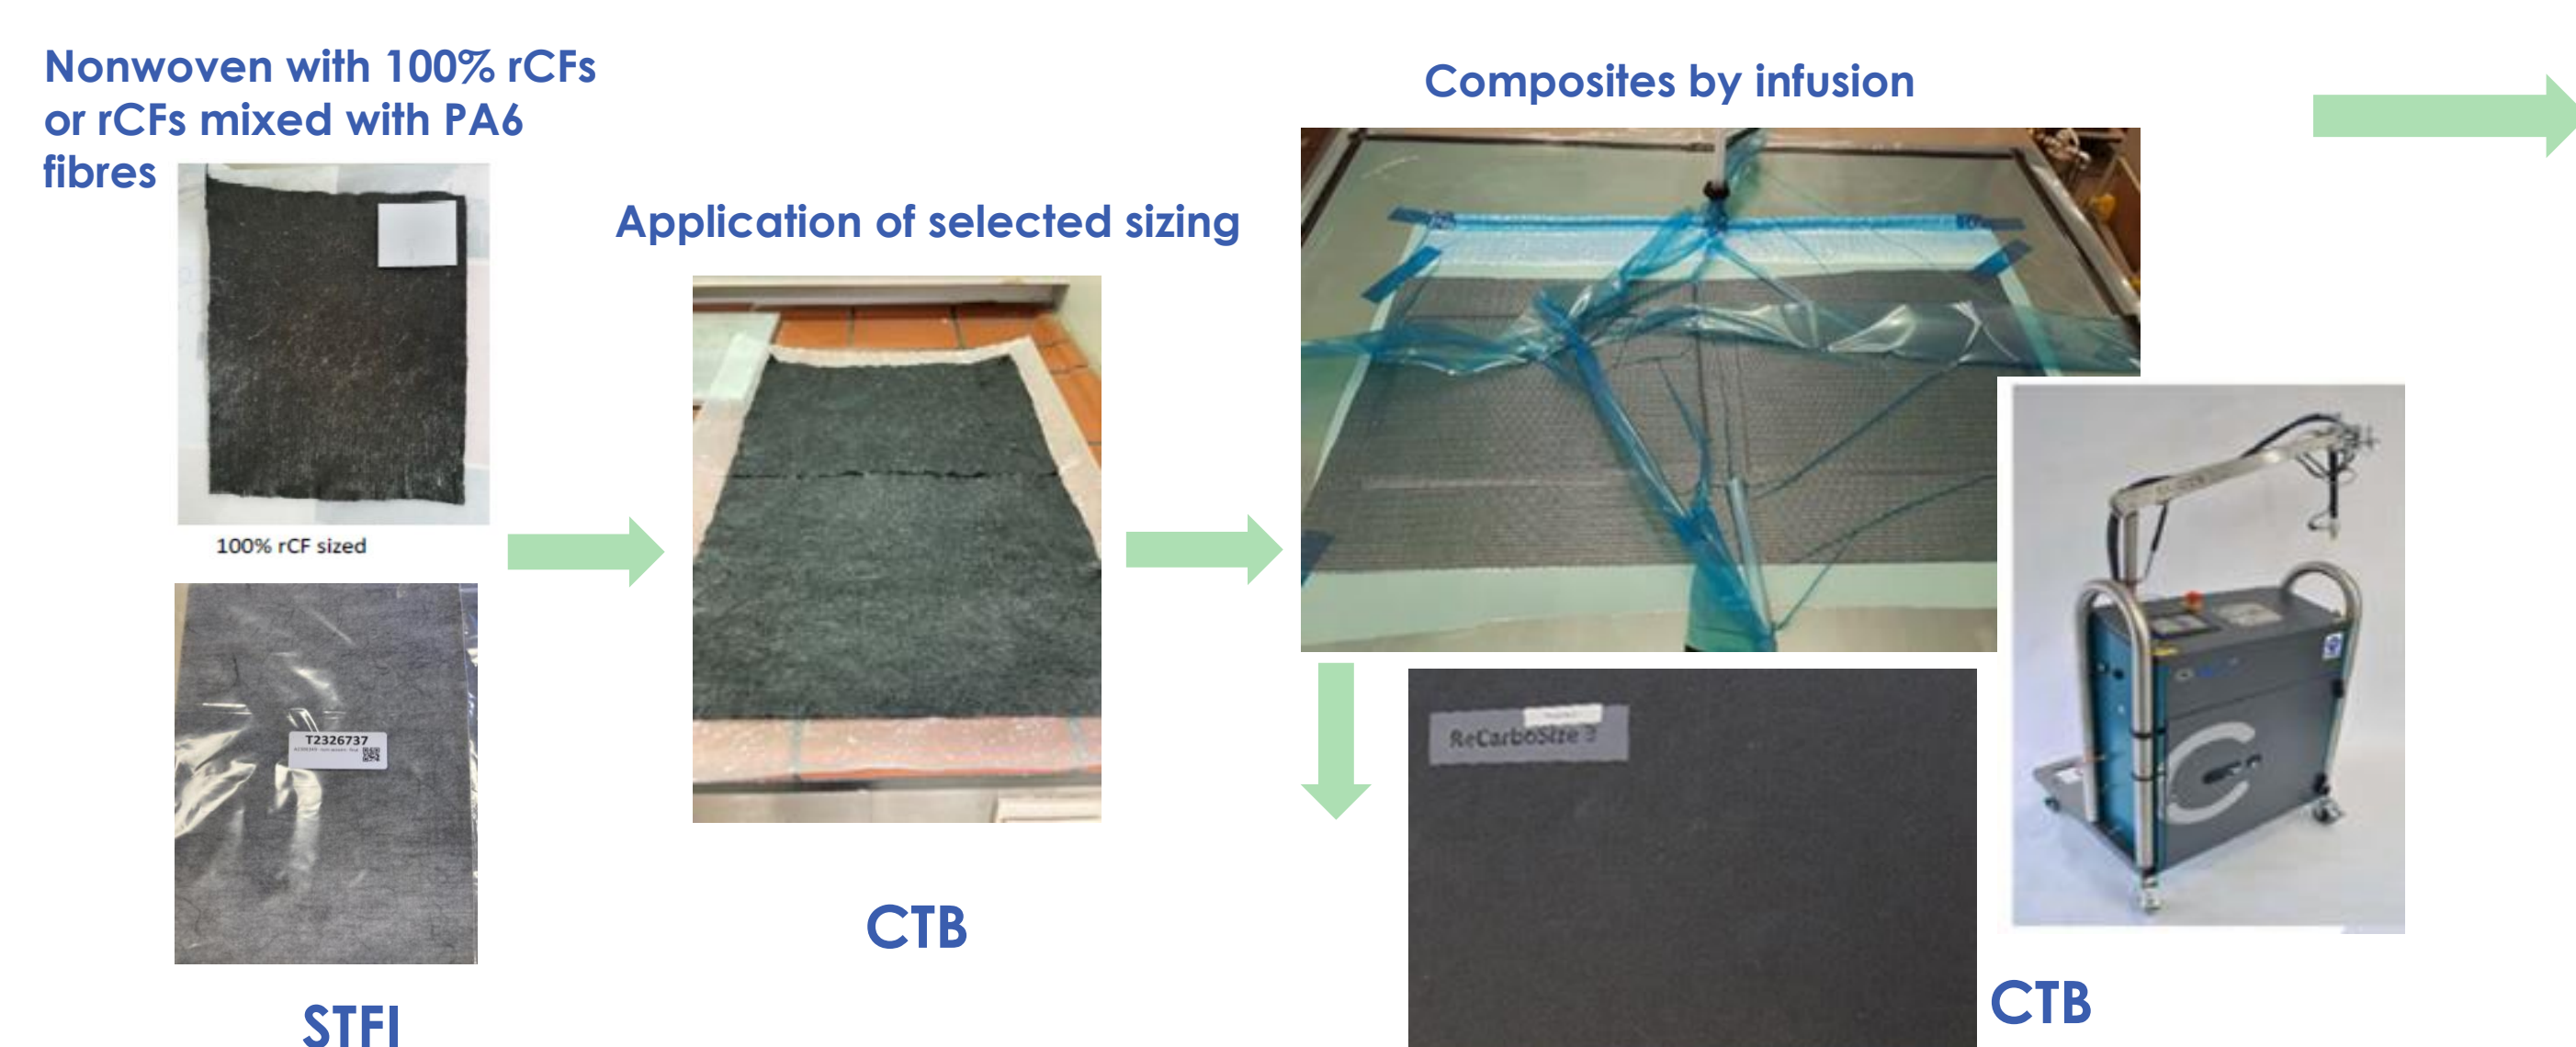 Nonwoven with 100% rCFs
or rCFs mixed with PA6
fibres
100% rCF sized
T2326737
STFI
Application of selected sizing
CTB
Composites by infusion
ReCarboSize
CTB